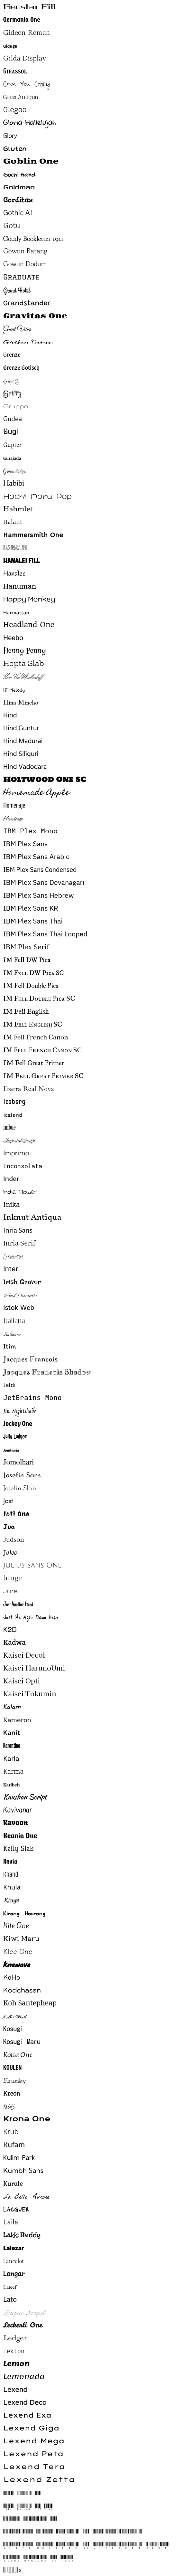 Geostar Fill
Germania One
Gideon Roman
Gidugu
Gilda Display
Girassol
Give You Glory
Glass Antiqua
Glegoo
Gloria Hallelujah
Glory
Gluten
Goblin One
Gochi Hand
Goldman
Gorditas
Gothic A1
Gotu
Goudy Bookletter 1911
Gowun Batang
Gowun Dodum
Graduate
Grand Hotel
Grandstander
Gravitas One
Great Vibes
Grechen Fuemen
Grenze
Grenze Gotisch
Grey Qo
Griffy
Gruppo
Gudea
Gugi
Gupter
Gurajada
Gwendolyn
Habibi
Hachi Maru Pop
Hahmlet
Halant
Hammersmith One
Hanalei
Hanalei Fill
Handlee
Hanuman
Happy Monkey
Harmattan
Headland One
Heebo
Henny Penny
Hepta Slab
Herr Von Muellerhoff
Hi Melody
Hina Mincho
Hind
Hind Guntur
Hind Madurai
Hind Siliguri
Hind Vadodara
Holtwood One SC
Homemade Apple
Homenaje
Hurricane
IBM Plex Mono
IBM Plex Sans
IBM Plex Sans Arabic
IBM Plex Sans Condensed
IBM Plex Sans Devanagari
IBM Plex Sans Hebrew
IBM Plex Sans KR
IBM Plex Sans Thai
IBM Plex Sans Thai Looped
IBM Plex Serif
IM Fell DW Pica
IM Fell DW Pica SC
IM Fell Double Pica
IM Fell Double Pica SC
IM Fell English
IM Fell English SC
IM Fell French Canon
IM Fell French Canon SC
IM Fell Great Primer
IM Fell Great Primer SC
Ibarra Real Nova
Iceberg
Iceland
Imbue
Imperial Script
Imprima
Inconsolata
Inder
Indie Flower
Inika
Inknut Antiqua
Inria Sans
Inria Serif
Inspiration
Inter
Irish Grover
Island Moments
Istok Web
Italiana
Italianno
Itim
Jacques Francois
Jacques Francois Shadow
Jaldi
JetBrains Mono
Jim Nightshade
Jockey One
Jolly Lodger
Jomhuria
Jomolhari
Josefin Sans
Josefin Slab
Jost
Joti One
Jua
Judson
Julee
Julius Sans One
Junge
Jura
Just Another Hand
Just Me Again Down Here
K2D
Kadwa
Kaisei Decol
Kaisei HarunoUmi
Kaisei Opti
Kaisei Tokumin
Kalam
Kameron
Kanit
Karantina
Karla
Karma
Katibeh
Kaushan Script
Kavivanar
Kavoon
Keania One
Kelly Slab
Kenia
Khand
Khula
Kings
Kirang Haerang
Kite One
Kiwi Maru
Klee One
Knewave
KoHo
Kodchasan
Koh Santepheap
Kolker Brush
Kosugi
Kosugi Maru
Kotta One
Koulen
Kranky
Kreon
Kristi
Krona One
Krub
Kufam
Kulim Park
Kumbh Sans
Kurale
La Belle Aurore
Lacquer
Laila
Lakki Reddy
Lalezar
Lancelot
Langar
Lateef
Lato
League Script
Leckerli One
Ledger
Lekton
Lemon
Lemonada
Lexend
Lexend Deca
Lexend Exa
Lexend Giga
Lexend Mega
Lexend Peta
Lexend Tera
Lexend Zetta